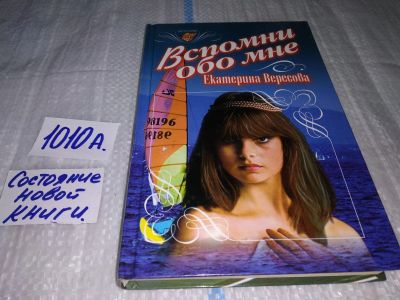 Вспомни
обо мне
Екатерина Вересова
1010А.
Состояние
новой
книги.